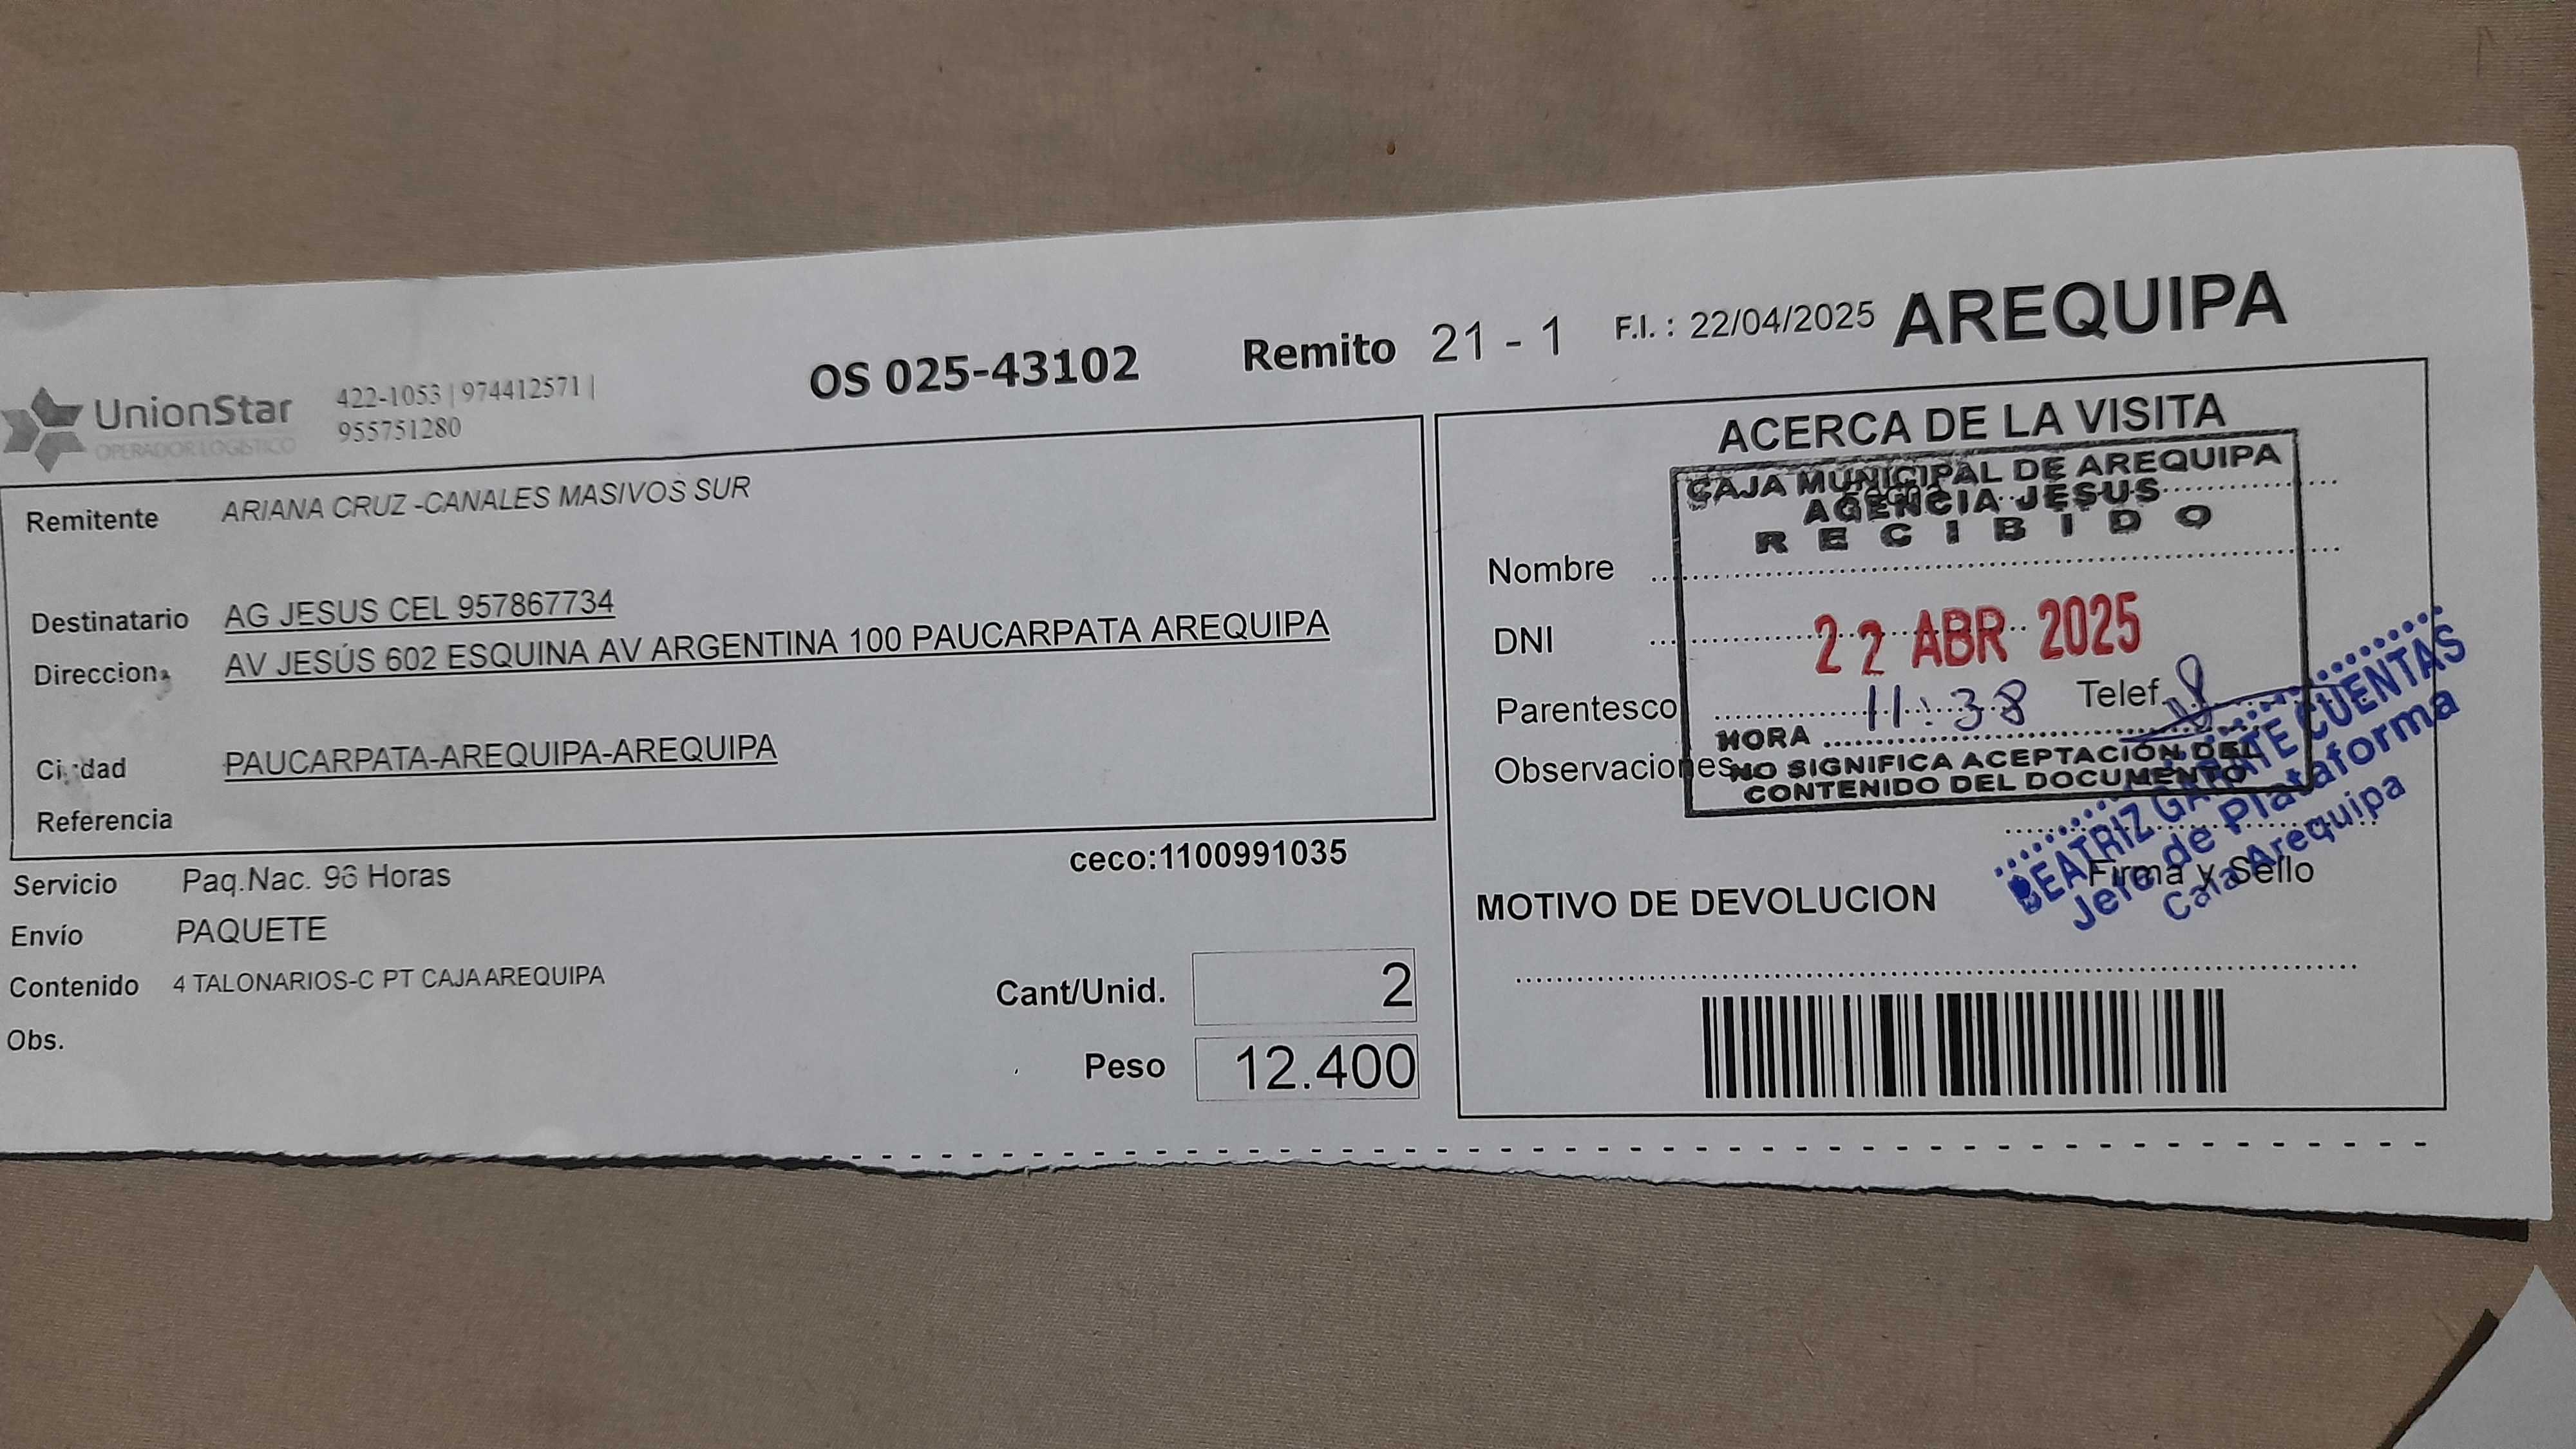 UnionStar
OPERADOR LOGISTICO
422-1053 | 974412571 |
955751280
OS 025-43102
Remito 21 - 1
F.I. : 22/04/2025
AREQUIPA
Remitente ARIANA CRUZ -CANALES MASIVOS SUR
Destinatario AG JESUS CEL 957867734
Direccion AV JESÚS 602 ESQUINA AV ARGENTINA 100 PAUCARPATA AREQUIPA
Ciudad PAUCARPATA-AREQUIPA-AREQUIPA
Referencia
Servicio Paq.Nac. 96 Horas
ceco:1100991035
Envío PAQUETE
Contenido 4 TALONARIOS-C PT CAJA AREQUIPA
Obs.
Cant/Unid. 2
Peso 12.400
ACERCA DE LA VISITA
CAJA MUNICIPAL DE AREQUIPA
AGENCIA JESUS
RECIBIDO
Nombre
DNI
22 ABR 2025
Parentesco
11:38
Telef.
HORA
Observaciones
NO SIGNIFICA ACEPTACIÓN DEL
CONTENIDO DEL DOCUMENTO
BEATRIZ CUENTAS
Jefe de Plataforma
Caja Arequipa
Firma y Sello
MOTIVO DE DEVOLUCION